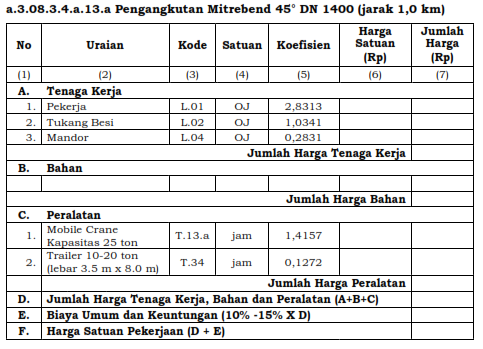 a.3.08.3.4.a.13.a Pengangkutan Mitrebend 45° DN 1400 (jarak 1,0 km)
No Uraian Kode Satuan Koefisien Harga Satuan (Rp) Jumlah Harga (Rp)
(1) (2) (3) (4) (5) (6) (7)
A. Tenaga Kerja
1. Pekerja L.01 OJ 2,8313
2. Tukang Besi L.02 OJ 1,0341
3. Mandor L.04 OJ 0,2831
Jumlah Harga Tenaga Kerja
B. Bahan
Jumlah Harga Bahan
C. Peralatan
1. Mobile Crane Kapasitas 25 ton T.13.a jam 1,4157
2. Trailer 10-20 ton (lebar 3.5 m x 8.0 m) T.34 jam 0,1272
Jumlah Harga Peralatan
D. Jumlah Harga Tenaga Kerja, Bahan dan Peralatan (A+B+C)
E. Biaya Umum dan Keuntungan (10% -15% X D)
F. Harga Satuan Pekerjaan (D + E)